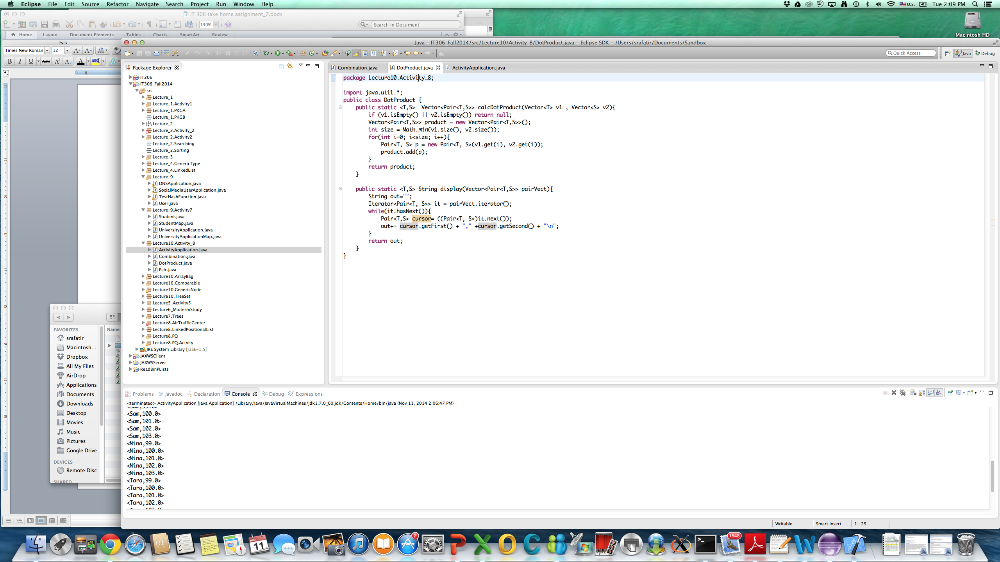 Eclipse File Edit Source Refactor Navigate Search Project Run Window Help
U.S. Tue 2:09 PM
IT 306 take home assignment_7.docx
130% Search in Document
Home Layout Document Elements Tables Charts SmartArt Review
Font
Times New Roman 12
Macintosh HD
Java – IT306_Fall2014/src/Lecture10/Activity_8/DotProduct.java – Eclipse SDK – /Users/srafatir/Documents/Sandbox
Quick Access Java Debug
Package Explorer
IT206
IT306_Fall2014
src
Lecture_1
Lecture_1.Activity1
Lecture_1.PKGA
Lecture_1.PKGB
Lecture_2
Lecture_2.Activity_2
Lecture_2.Activity2
Lecture_2.Searching
Lecture_2.Sorting
Lecture_3
Lecture_4.GenericType
Lecture_4.LinkedList
Lecture_9
DNSApplication.java
SocialMediaUserApplication.java
TestHashFunction.java
User.java
Lecture_9.Activity7
Student.java
StudentMap.java
UniversityApplication.java
UniversityApplicationMap.java
Lecture10.Activity_8
ActivityApplication.java
Combination.java
DotProduct.java
Pair.java
Lecture10.ArrayBag
Lecture10.Comparable
Lecture10.GenericNode
Lecture10.TreeSet
Lecture5_Activity5
Lecture6_MidtermStudy
Lecture7.Trees
Lecture8.AirTrafficCenter
Lecture8.LinkedPositionalList
Lecture8.PQ
Lecture8.PQ.Actvity
JRE System Library [J2SE-1.5]
JAXWSClient
JAXWSServer
ReadBinPLists
Combination.java DotProduct.java ActivityApplication.java
package Lecture10.Activity_8;
import java.util.*;
public class DotProduct {
public static <T,S>  Vector<Pair<T,S>> calcDotProduct(Vector<T> v1 , Vector<S> v2){
if (v1.isEmpty() || v2.isEmpty()) return null;
Vector<Pair<T,S>> product = new Vector<Pair<T,S>>();
int size = Math.min(v1.size(), v2.size());
for(int i=0; i<size; i++){
Pair<T, S> p = new Pair<T, S>(v1.get(i), v2.get(i));
product.add(p);
}
return product;
}
public static <T,S> String display(Vector<Pair<T,S>> pairVect){
String out="";
Iterator<Pair<T, S>> it = pairVect.iterator();
while(it.hasNext()){
Pair<T,S> cursor= ((Pair<T, S>)it.next());
out+= cursor.getFirst() + "," +cursor.getSecond() + "\n";
}
return out;
}
}
Name
FAVORITES
srafatir
Macintosh...
Dropbox
All My Files
AirDrop
Applications
Documents
Downloads
Desktop
Movies
Music
Pictures
Google Drive
DEVICES
Remote Disc
SHARED
Problems Javadoc Declaration Console Debug Expressions
<terminated> ActivityApplication [Java Application] /Library/Java/JavaVirtualMachines/jdk1.7.0_60.jdk/Contents/Home/bin/java (Nov 11, 2014 2:06:47 PM)
<Sam,99.0>
<Sam,100.0>
<Sam,101.0>
<Sam,102.0>
<Sam,103.0>
<Nina,99.0>
<Nina,100.0>
<Nina,101.0>
<Nina,102.0>
<Nina,103.0>
<Tara,99.0>
<Tara,100.0>
<Tara,101.0>
<Tara,102.0>
Writable Smart Insert 1 : 25
NOV 11
2
1548